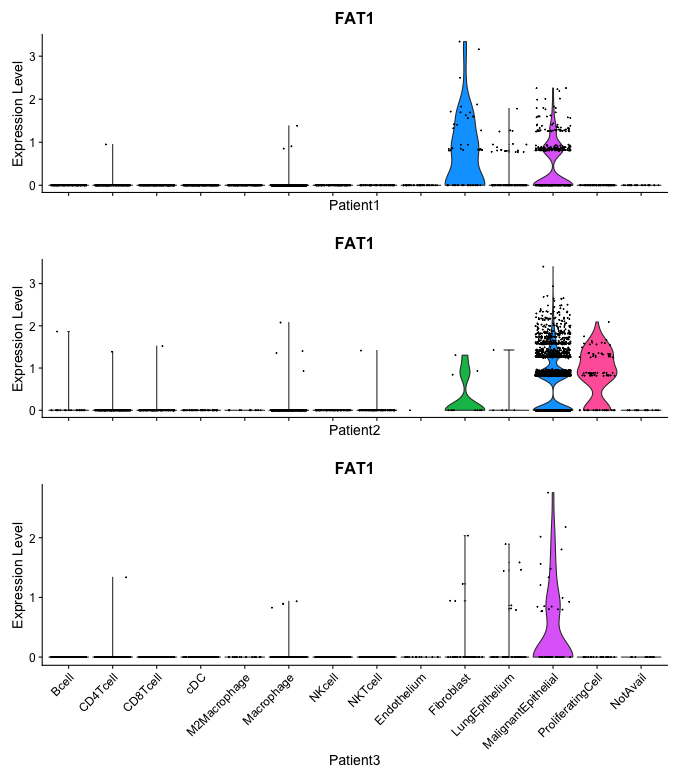 FAT1
Expression Level
3
2
1
0
Patient1
FAT1
Expression Level
3
2
1
0
Patient2
FAT1
Expression Level
2
1
0
Bcell
CD4Tcell
CD8Tcell
cDC
M2Macrophage
Macrophage
NKcell
NKTcell
Endothelium
Fibroblast
LungEpithelium
MalignantEpithelial
ProliferatingCell
NotAvail
Patient3